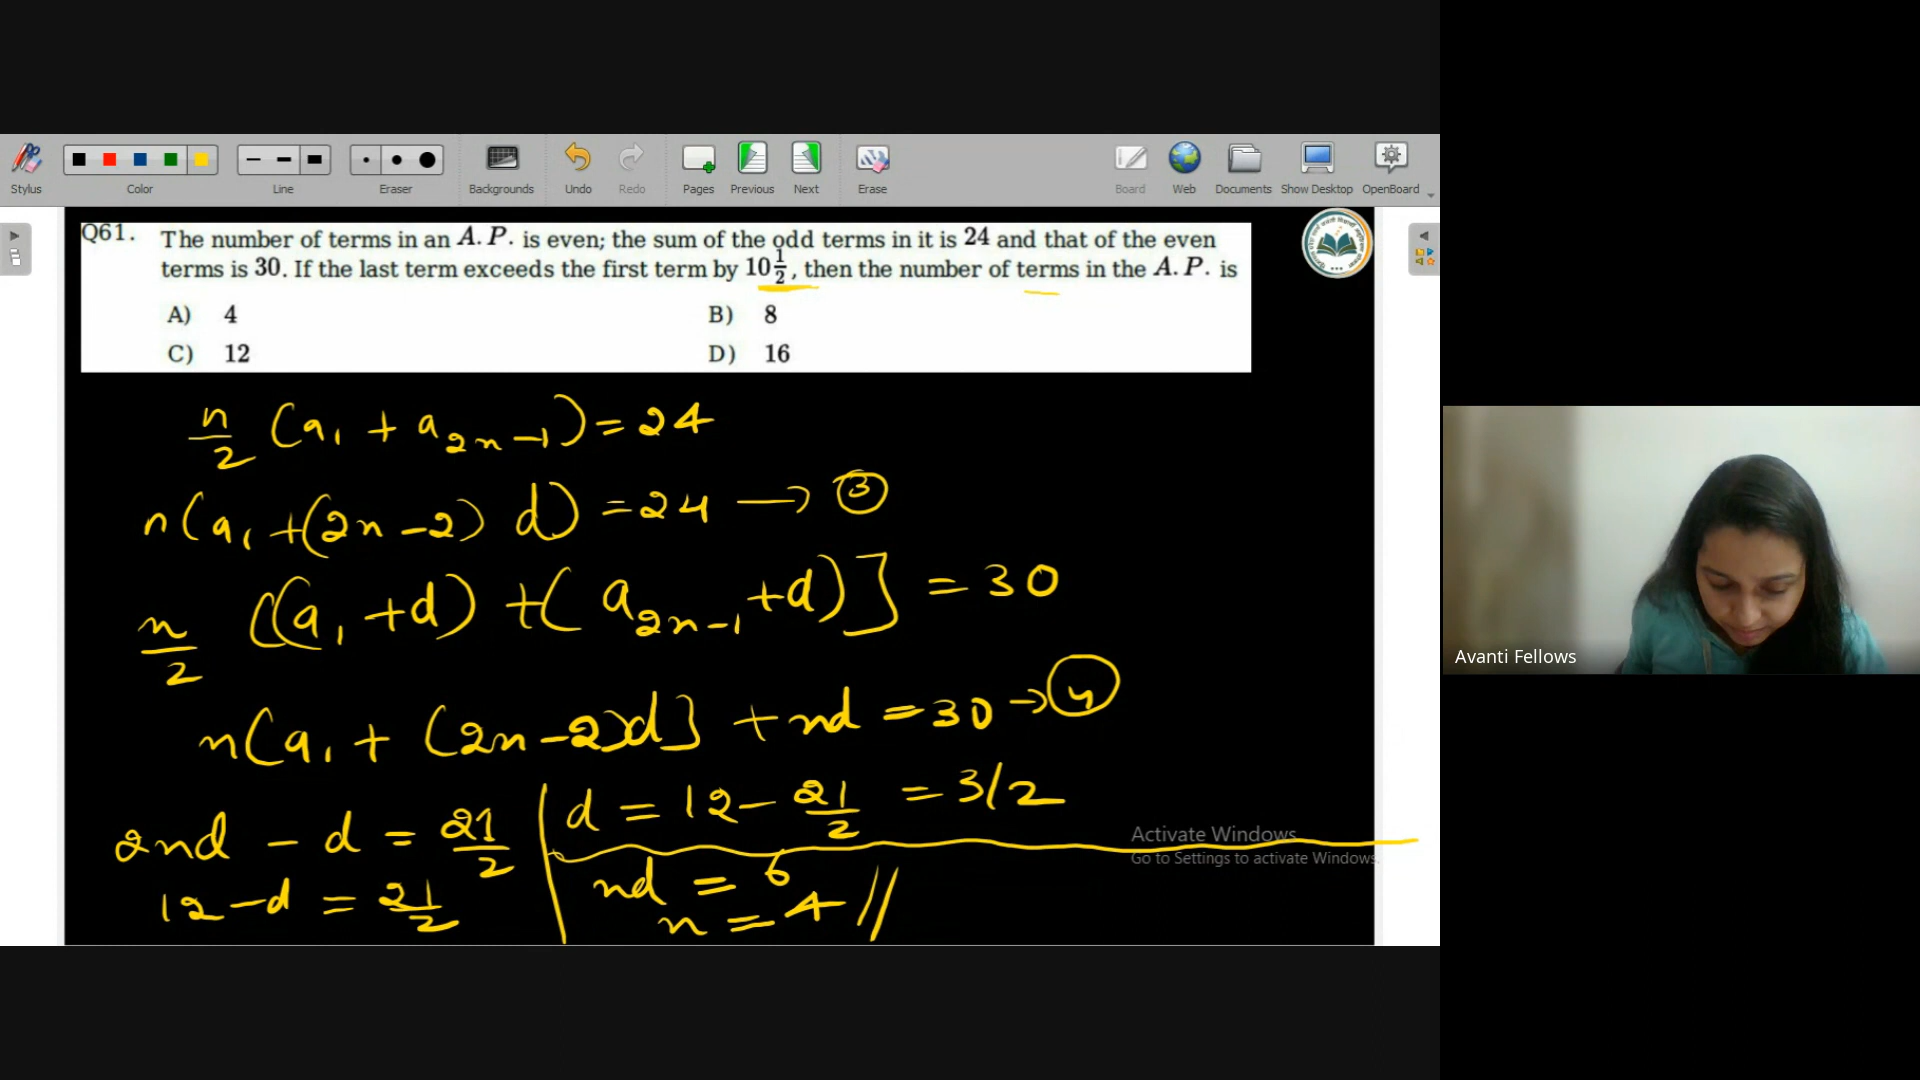 Stylus Color Line Eraser Backgrounds Undo Redo Pages Previous Next Erase Board Web Documents Show Desktop OpenBoard
Q61. The number of terms in an A.P. is even; the sum of the odd terms in it is 24 and that of the even
terms is 30. If the last term exceeds the first term by 10 1/2, then the number of terms in the A.P. is
A) 4 B) 8
C) 12 D) 16
n/2 (a₁ + a₂ₙ₋₁) = 24
n(a₁ + (2n-2) d) = 24 → ③
n/2 ((a₁ + d) + (a₂ₙ₋₁ + d)] = 30
n(a₁ + (2n-2)d] + nd = 30 → ④
2nd - d = 21/2
12 - d = 21/2
d = 12 - 21/2 = 3/2
nd = 6
n = 4 //
Activate Windows
Go to Settings to activate Windows.
Avanti Fellows